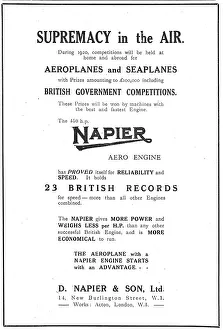 SUPREMACY in the AIR.
During 1920, competitions will be held at
home and abroad for
AEROPLANES and SEAPLANES
with Prizes amounting to £100,000 including
BRITISH GOVERNMENT COMPETITIONS.
These Prizes will be won by machines with
the best and fastest Engine.
The 450 h.p.
NAPIER
AERO ENGINE
has PROVED itself for RELIABILITY and
SPEED. It holds
23 BRITISH RECORDS
for speed—more than all other Engines
combined.
The NAPIER gives MORE POWER and
WEIGHS LESS per H.P. than any other
successful British Engine, and is MORE
ECONOMICAL to run.
THE AEROPLANE with a
NAPIER ENGINE STARTS
with an ADVANTAGE
D. NAPIER & SON, Ltd.
14, New Burlington Street, W.1.
Works: Acton, London, W.3.